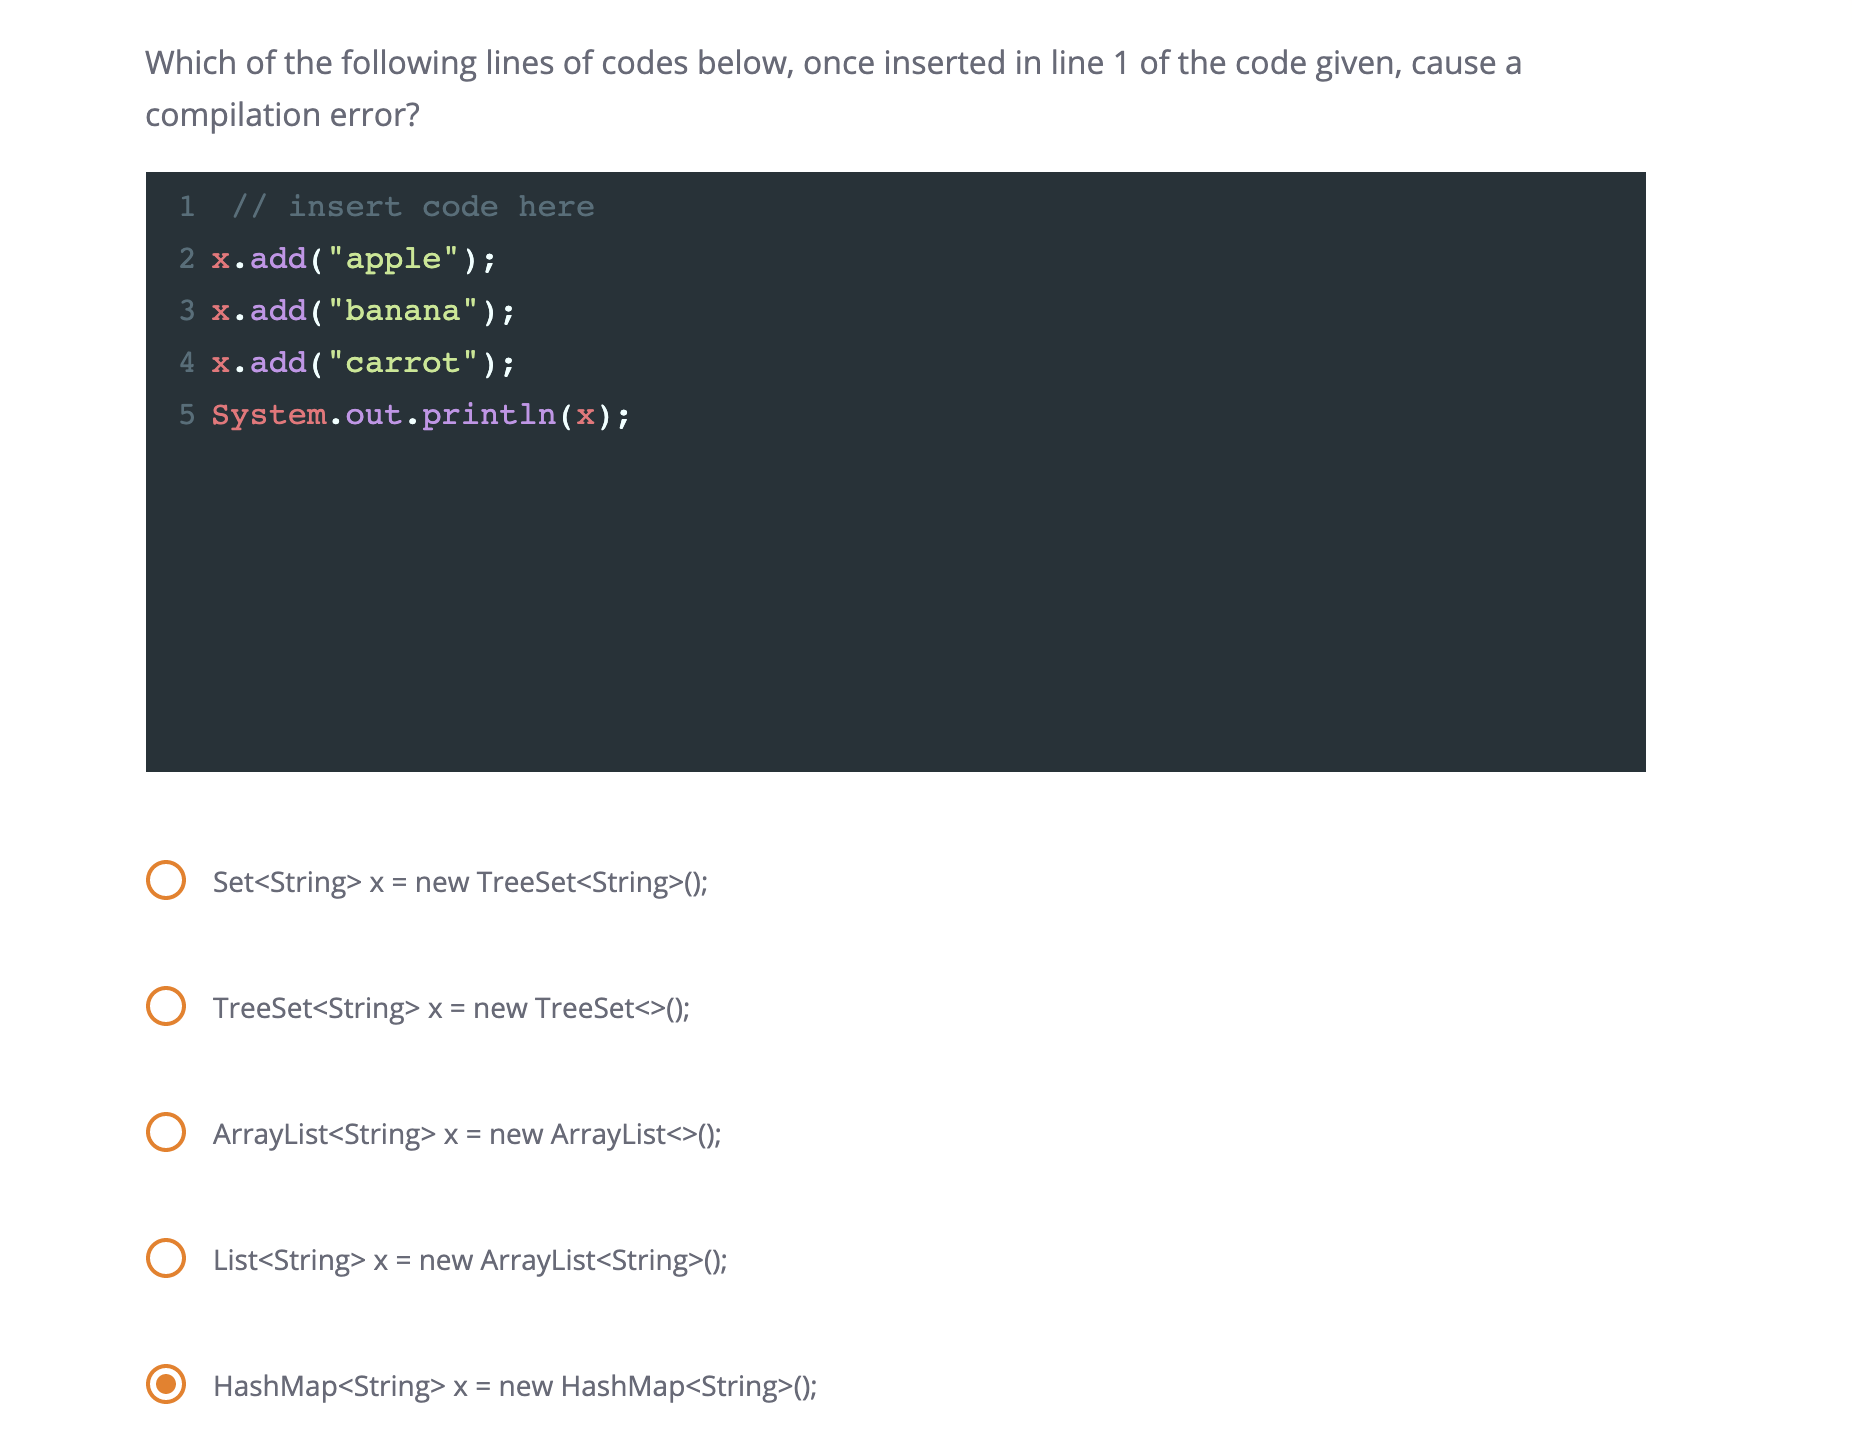 Which of the following lines of codes below, once inserted in line 1 of the code given, cause a
compilation error?
1 // insert code here
2 x.add("apple");
3 x.add("banana");
4 x.add("carrot");
5 System.out.println(x);
Set<String> x = new TreeSet<String>();
TreeSet<String> x = new TreeSet<>();
ArrayList<String> x = new ArrayList<>();
List<String> x = new ArrayList<String>();
HashMap<String> x = new HashMap<String>();